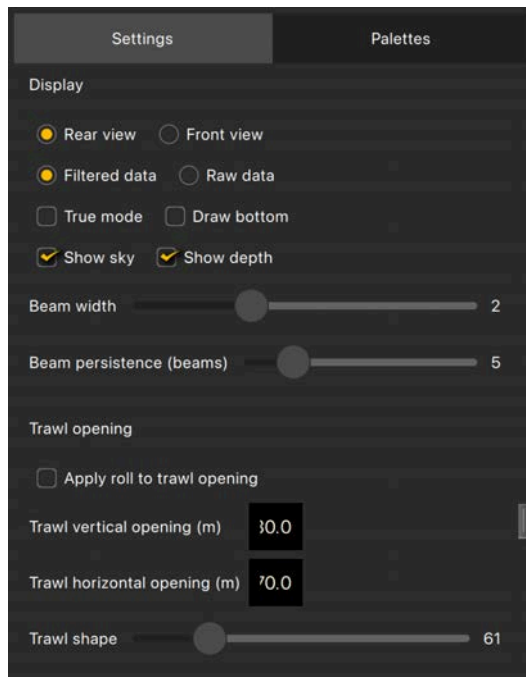 Settings Palettes
Display
Rear view Front view
Filtered data Raw data
True mode Draw bottom
Show sky Show depth
Beam width 2
Beam persistence (beams) 5
Trawl opening
Apply roll to trawl opening
Trawl vertical opening (m)
Trawl horizontal opening (m) 70.0
Trawl shape 61